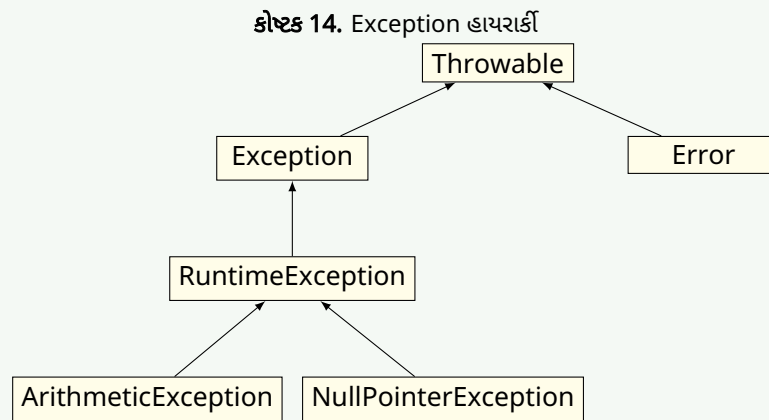 કોષ્ટક 14. Exception હાયરાર્કી
Throwable
Exception
Error
RuntimeException
ArithmeticException
NullPointerException